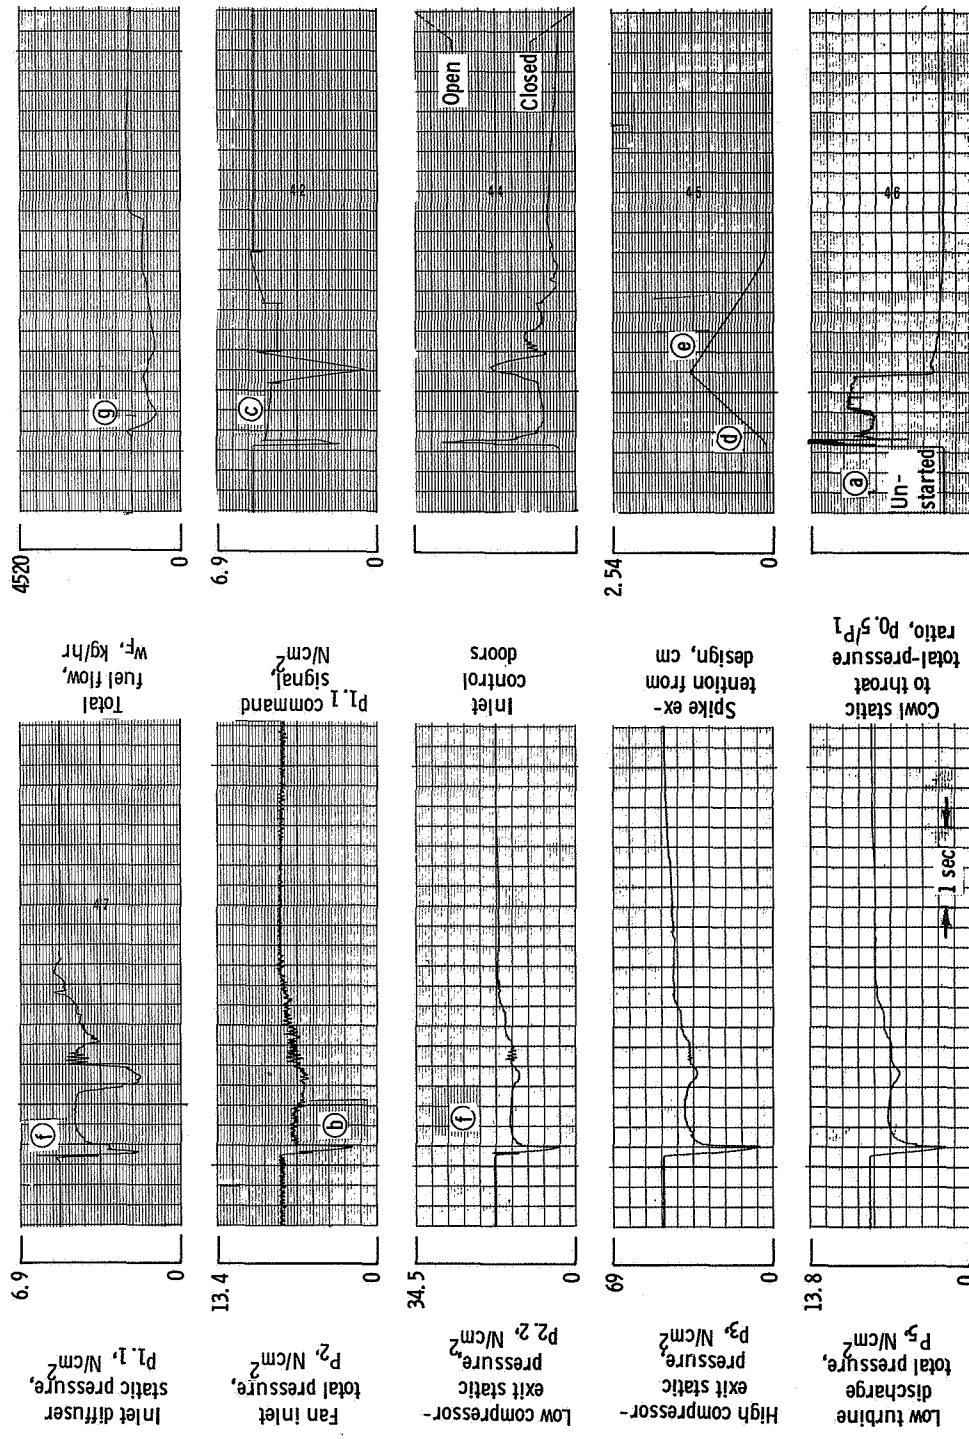 6.9
0
Inlet diffuser
static pressure,
p1.1, N/cm2
f
47
13.4
0
Fan inlet
total pressure,
P2, N/cm2
b
34.5
0
Low compressor-
exit static
pressure,
p2.2, N/cm2
f
69
0
High compressor-
exit static
pressure,
p3, N/cm2
13.8
0
Low turbine
discharge
total pressure,
P5, N/cm2
1 sec
4520
0
Total
fuel flow,
wF, kg/hr
g
6.9
0
p1.1 command
signal,
N/cm2
c
42
Inlet
control
doors
Open
Closed
44
2.54
0
Spike ex-
tention from
design, cm
d
e
45
Cowl static
to throat
total-pressure
ratio, p0.5/P1
a
Un-
started
46